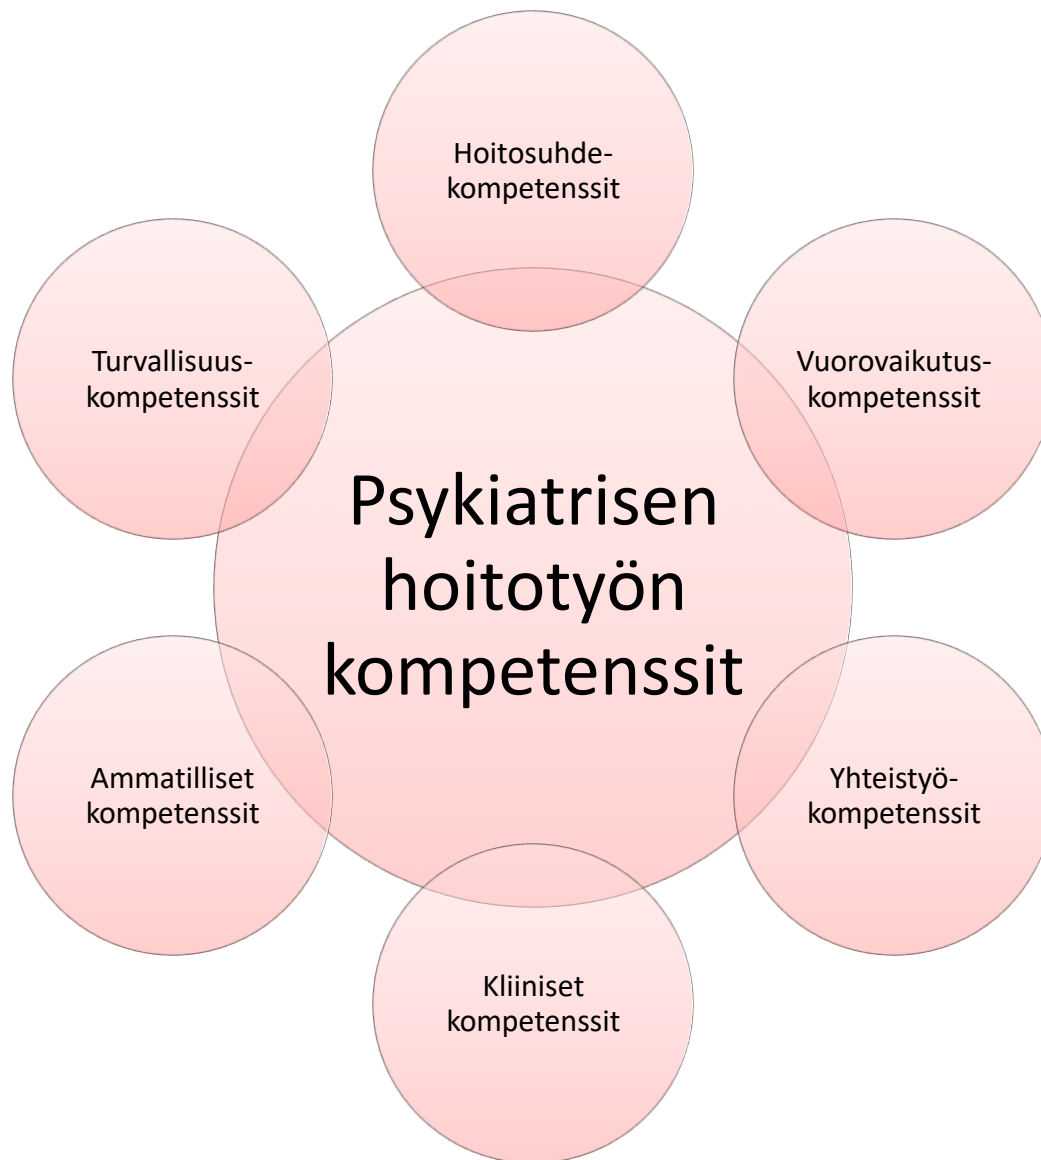 Hoitosuhde-
kompetenssit
Turvallisuus-
kompetenssit
Vuorovaikutus-
kompetenssit
Psykiatrisen
hoitotyön
kompetenssit
Ammatilliset
kompetenssit
Yhteistyö-
kompetenssit
Kliiniset
kompetenssit